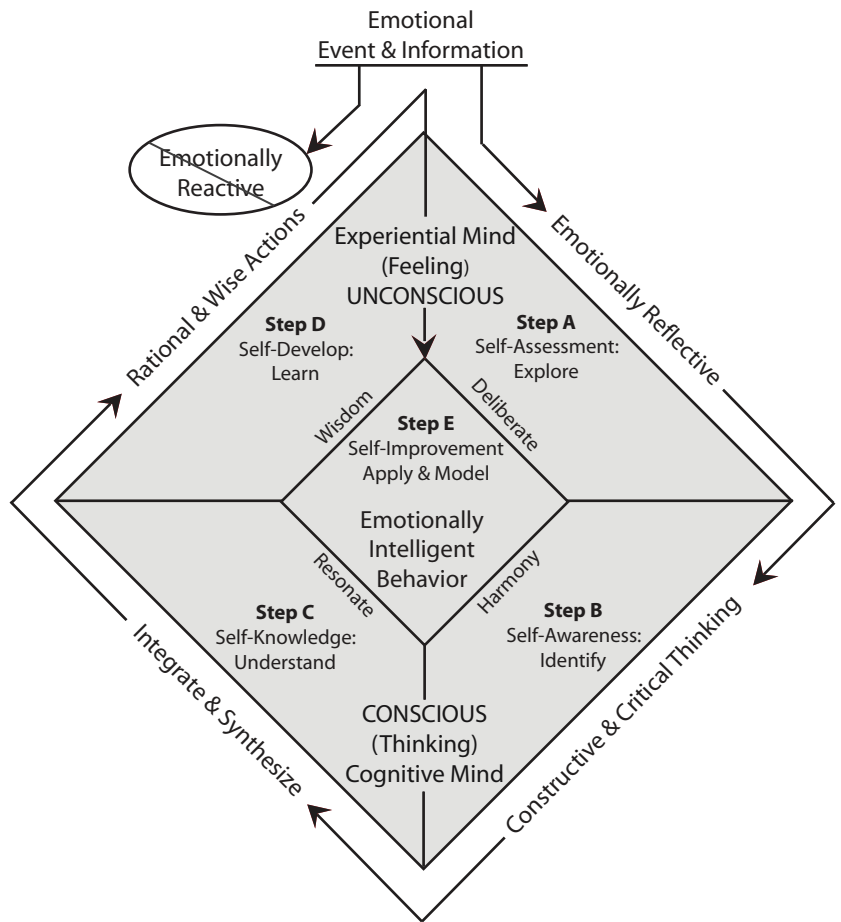 Emotional
Event & Information
Emotionally
Reactive
Rational & Wise Actions
Emotionally Reflective
Experiential Mind
(Feeling)
UNCONSCIOUS
Step D
Self-Develop:
Learn
Step A
Self-Assessment:
Explore
Wisdom
Deliberate
Step E
Self-Improvement
Apply & Model
Emotionally
Intelligent
Behavior
Resonate
Harmony
Step C
Self-Knowledge:
Understand
Step B
Self-Awareness:
Identify
CONSCIOUS
(Thinking)
Cognitive Mind
Integrate & Synthesize
Constructive & Critical Thinking